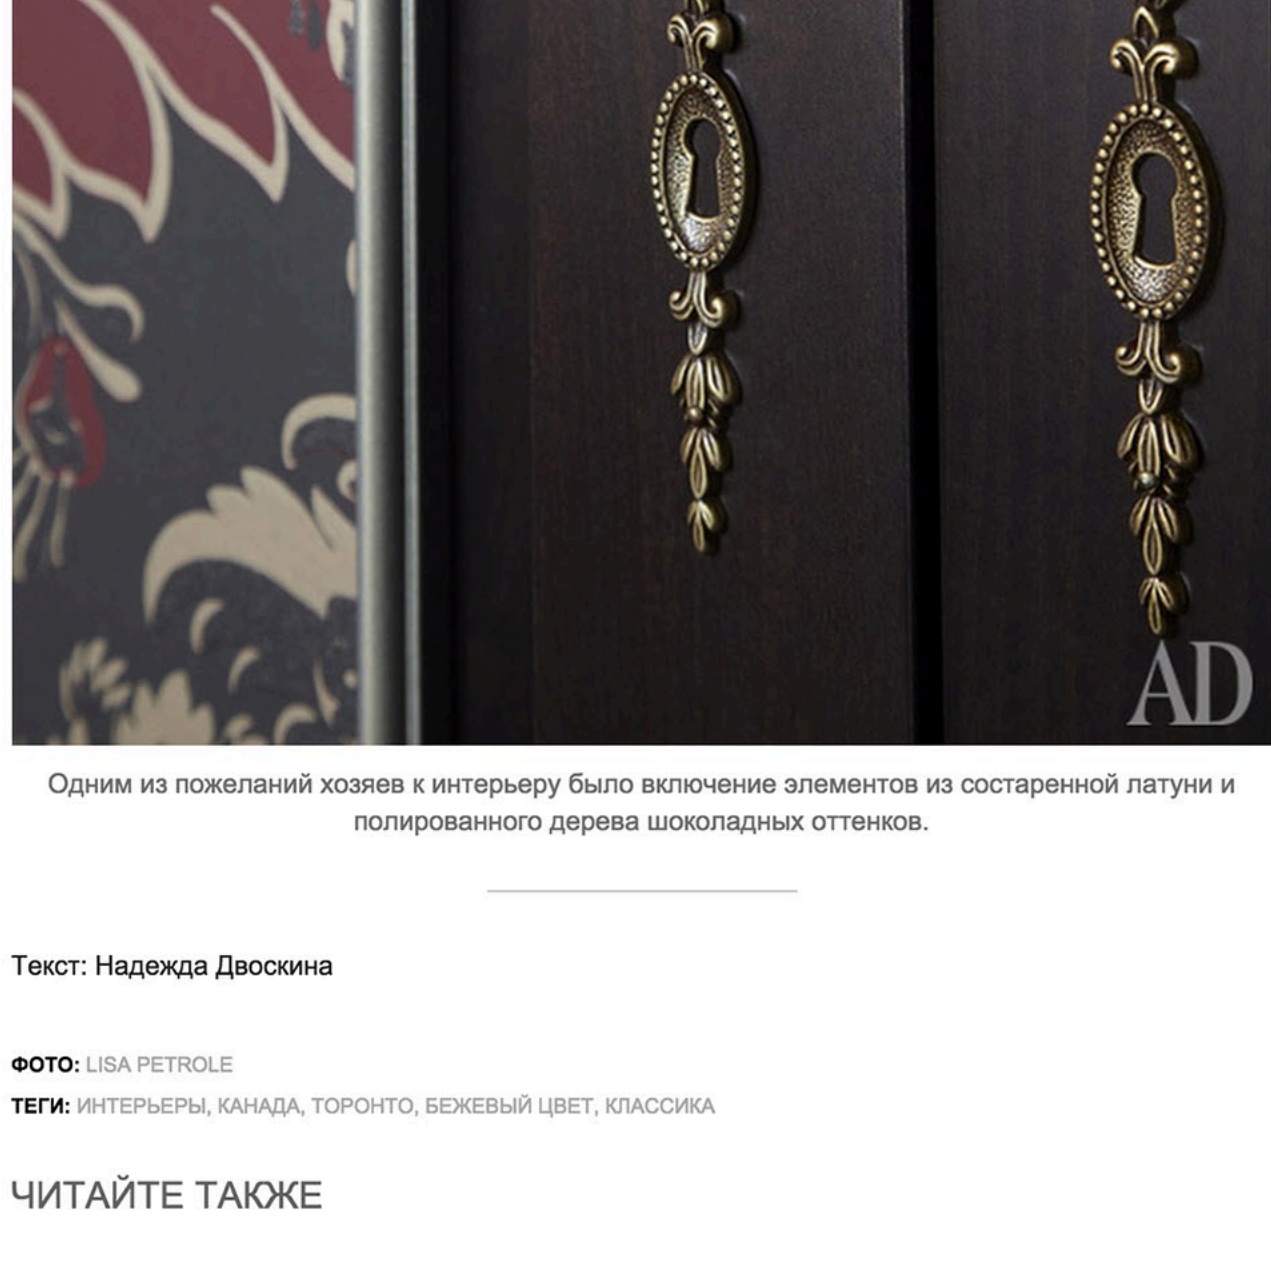 AD
Одним из пожеланий хозяев к интерьеру было включение элементов из состаренной латуни и
полированного дерева шоколадных оттенков.
Текст: Надежда Двоскина
ФОТО: LISA PETROLE
ТЕГИ: ИНТЕРЬЕРЫ, КАНАДА, ТОРОНТО, БЕЖЕВЫЙ ЦВЕТ, КЛАССИКА
ЧИТАЙТЕ ТАКЖЕ